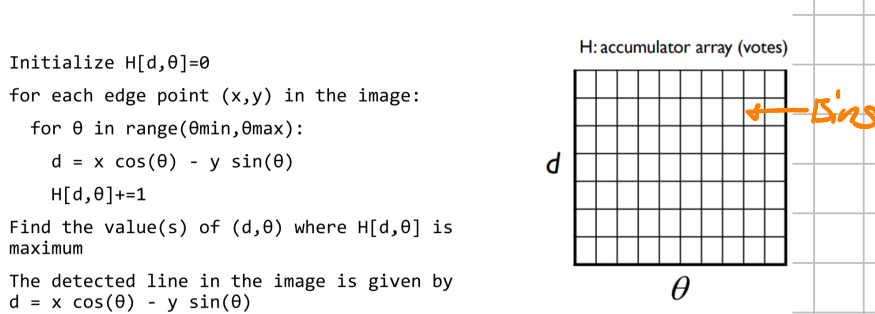 Initialize H[d,θ]=0
for each edge point (x,y) in the image:
for θ in range(θmin,θmax):
d = x cos(θ) - y sin(θ)
H[d,θ]+=1
Find the value(s) of (d,θ) where H[d,θ] is
maximum
The detected line in the image is given by
d = x cos(θ) - y sin(θ)
H: accumulator array (votes)
Bins
d
θ